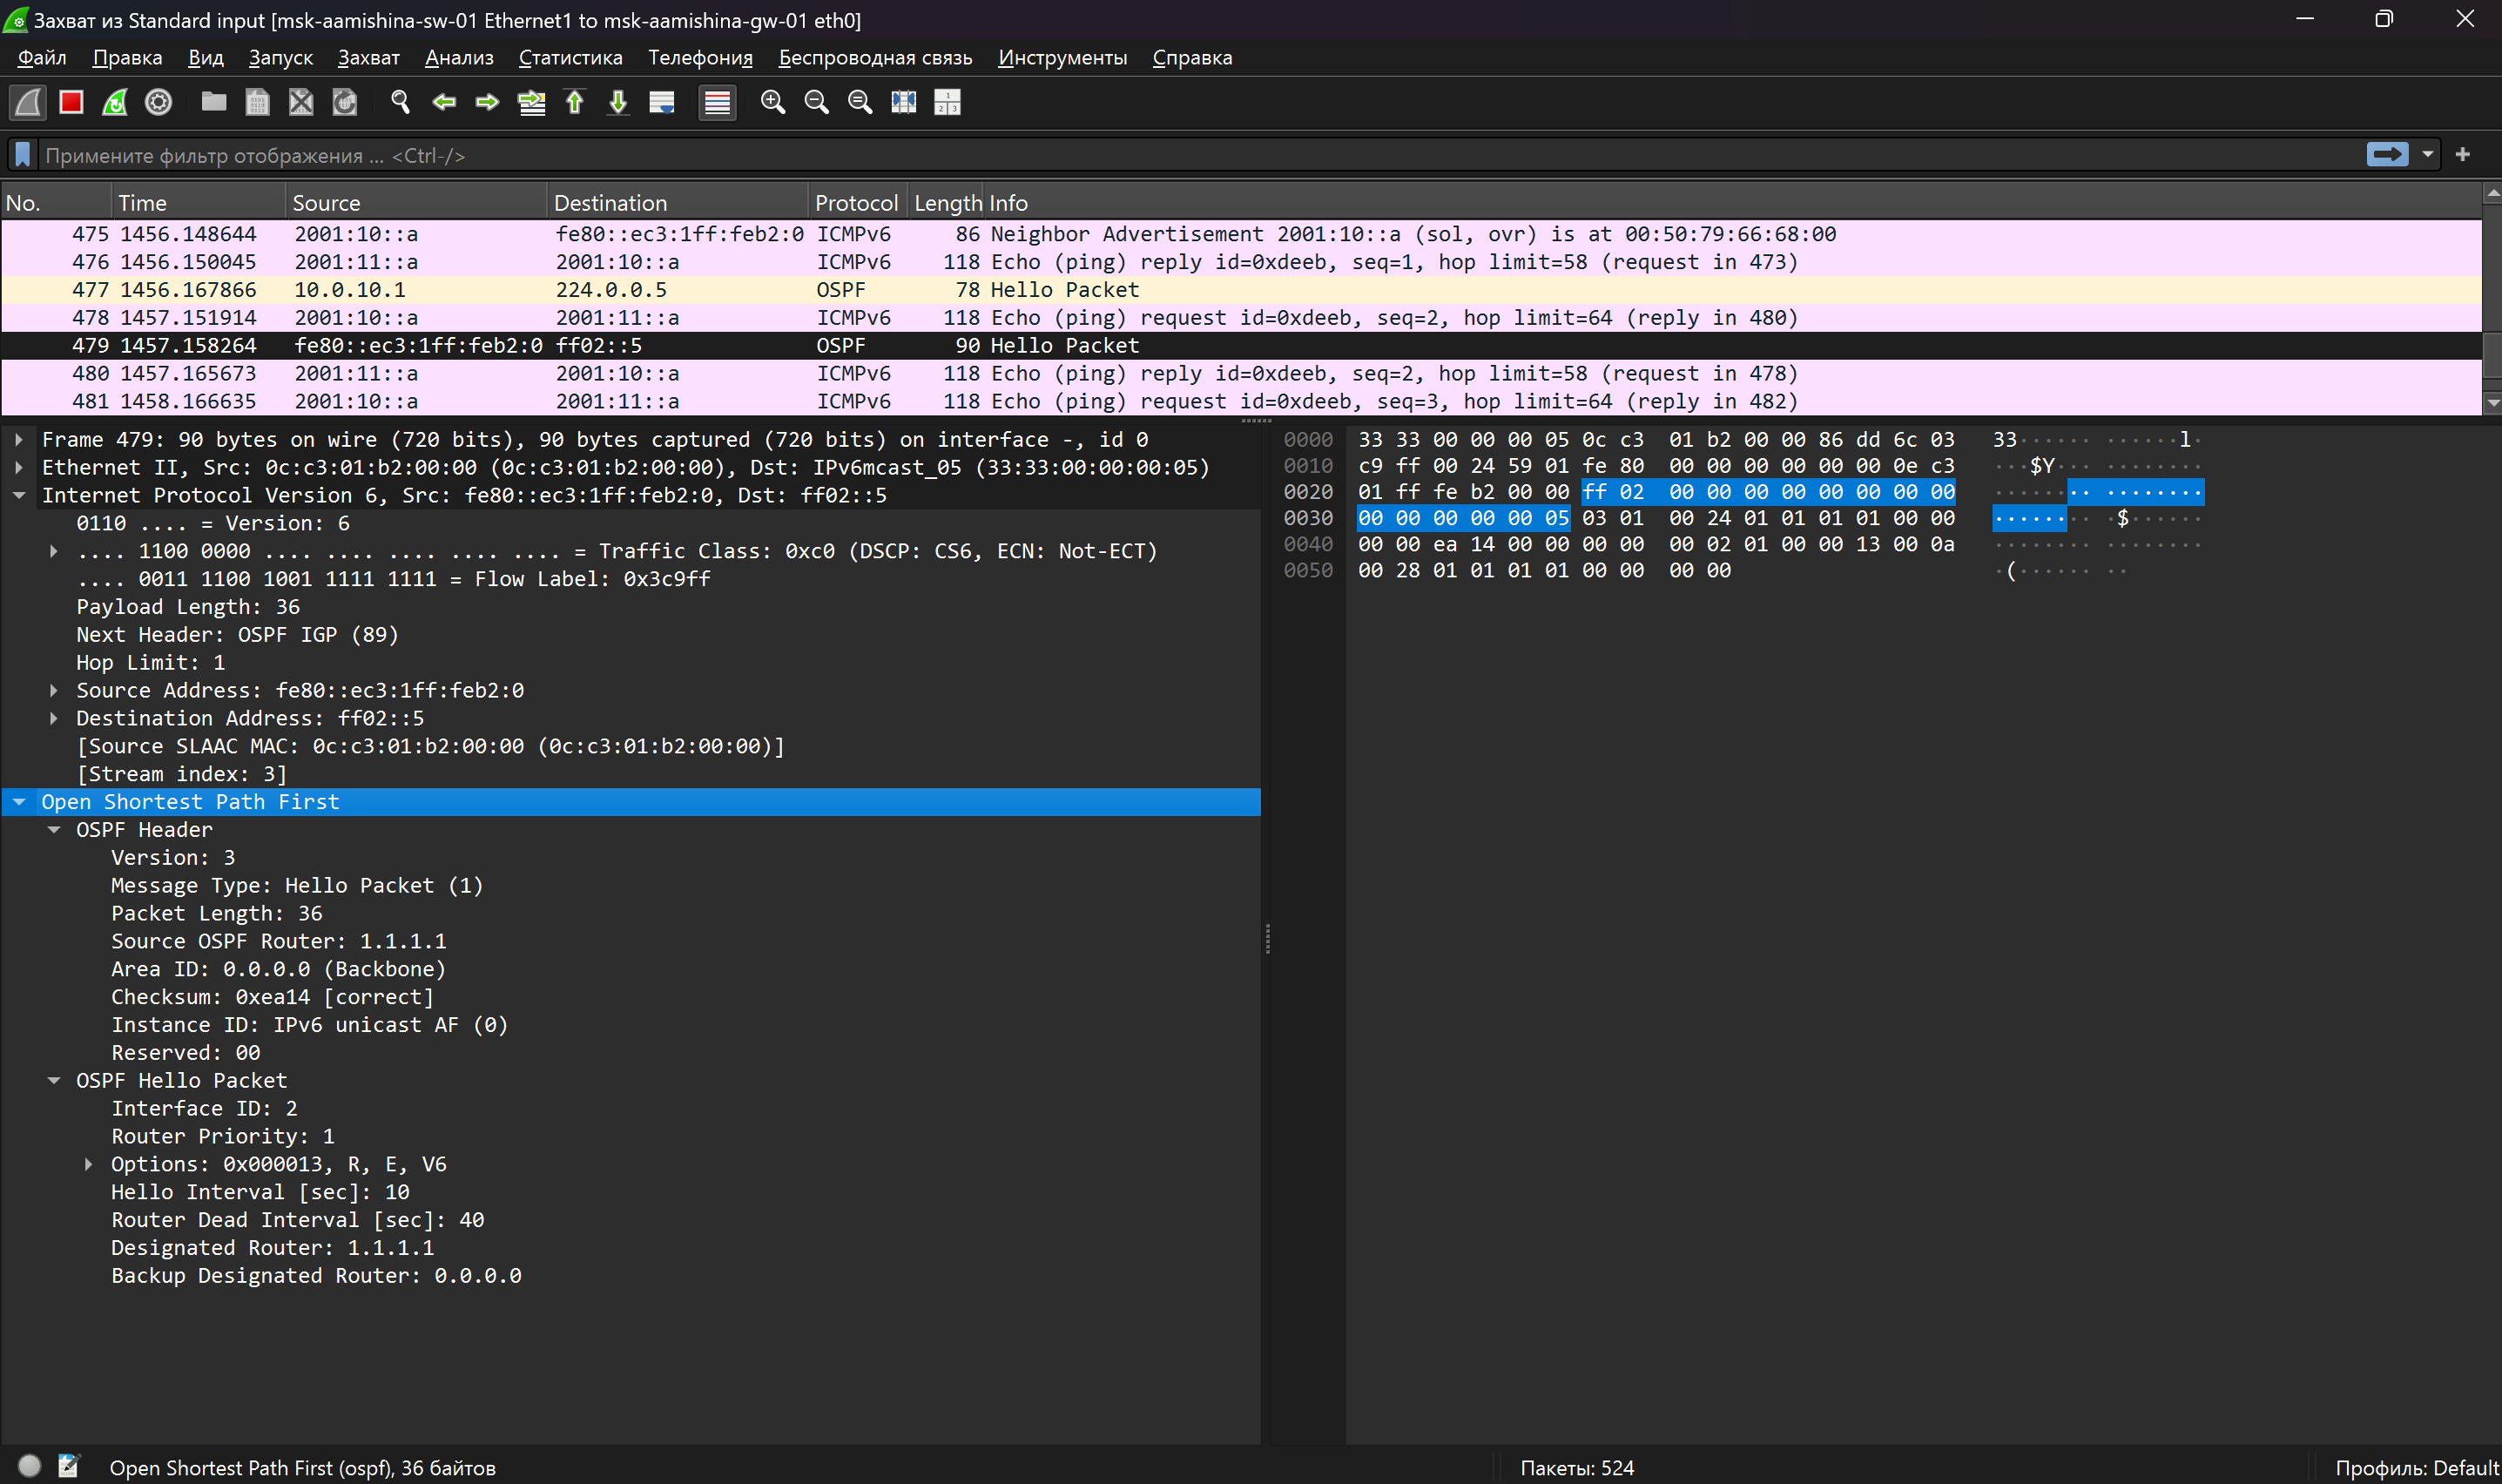 Захват из Standard input [msk-aamishina-sw-01 Ethernet1 to msk-aamishina-gw-01 eth0]
Файл Правка Вид Запуск Захват Анализ Статистика Телефония Беспроводная связь Инструменты Справка
Примените фильтр отображения ... <Ctrl-/>
No. Time Source Destination Protocol Length Info
475 1456.148644 2001:10::a fe80::ec3:1ff:feb2:0 ICMPv6 86 Neighbor Advertisement 2001:10::a (sol, ovr) is at 00:50:79:66:68:00
476 1456.150045 2001:11::a 2001:10::a ICMPv6 118 Echo (ping) reply id=0xdeeb, seq=1, hop limit=58 (request in 473)
477 1456.167866 10.0.10.1 224.0.0.5 OSPF 78 Hello Packet
478 1457.151914 2001:10::a 2001:11::a ICMPv6 118 Echo (ping) request id=0xdeeb, seq=2, hop limit=64 (reply in 480)
479 1457.158264 fe80::ec3:1ff:feb2:0 ff02::5 OSPF 90 Hello Packet
480 1457.165673 2001:11::a 2001:10::a ICMPv6 118 Echo (ping) reply id=0xdeeb, seq=2, hop limit=58 (request in 478)
481 1458.166635 2001:10::a 2001:11::a ICMPv6 118 Echo (ping) request id=0xdeeb, seq=3, hop limit=64 (reply in 482)
Frame 479: 90 bytes on wire (720 bits), 90 bytes captured (720 bits) on interface -, id 0
Ethernet II, Src: 0c:c3:01:b2:00:00 (0c:c3:01:b2:00:00), Dst: IPv6mcast_05 (33:33:00:00:00:05)
Internet Protocol Version 6, Src: fe80::ec3:1ff:feb2:0, Dst: ff02::5
0110 .... = Version: 6
.... 1100 0000 .... .... .... .... .... = Traffic Class: 0xc0 (DSCP: CS6, ECN: Not-ECT)
.... 0011 1100 1001 1111 1111 = Flow Label: 0x3c9ff
Payload Length: 36
Next Header: OSPF IGP (89)
Hop Limit: 1
Source Address: fe80::ec3:1ff:feb2:0
Destination Address: ff02::5
[Source SLAAC MAC: 0c:c3:01:b2:00:00 (0c:c3:01:b2:00:00)]
[Stream index: 3]
Open Shortest Path First
OSPF Header
Version: 3
Message Type: Hello Packet (1)
Packet Length: 36
Source OSPF Router: 1.1.1.1
Area ID: 0.0.0.0 (Backbone)
Checksum: 0xea14 [correct]
Instance ID: IPv6 unicast AF (0)
Reserved: 00
OSPF Hello Packet
Interface ID: 2
Router Priority: 1
Options: 0x000013, R, E, V6
Hello Interval [sec]: 10
Router Dead Interval [sec]: 40
Designated Router: 1.1.1.1
Backup Designated Router: 0.0.0.0
0000 33 33 00 00 00 05 0c c3 01 b2 00 00 86 dd 6c 03 33······ ······l·
0010 c9 ff 00 24 59 01 fe 80 00 00 00 00 00 00 0e c3 ···$Y··· ········
0020 01 ff fe b2 00 00 ff 02 00 00 00 00 00 00 00 00 ········ ········
0030 00 00 00 00 00 05 03 01 00 24 01 01 01 01 00 00 ········ ·$······
0040 00 00 ea 14 00 00 00 00 00 02 01 00 00 13 00 0a ········ ········
0050 00 28 01 01 01 01 00 00 00 00 ·(······ ··
Open Shortest Path First (ospf), 36 байтов
Пакеты: 524
Профиль: Default